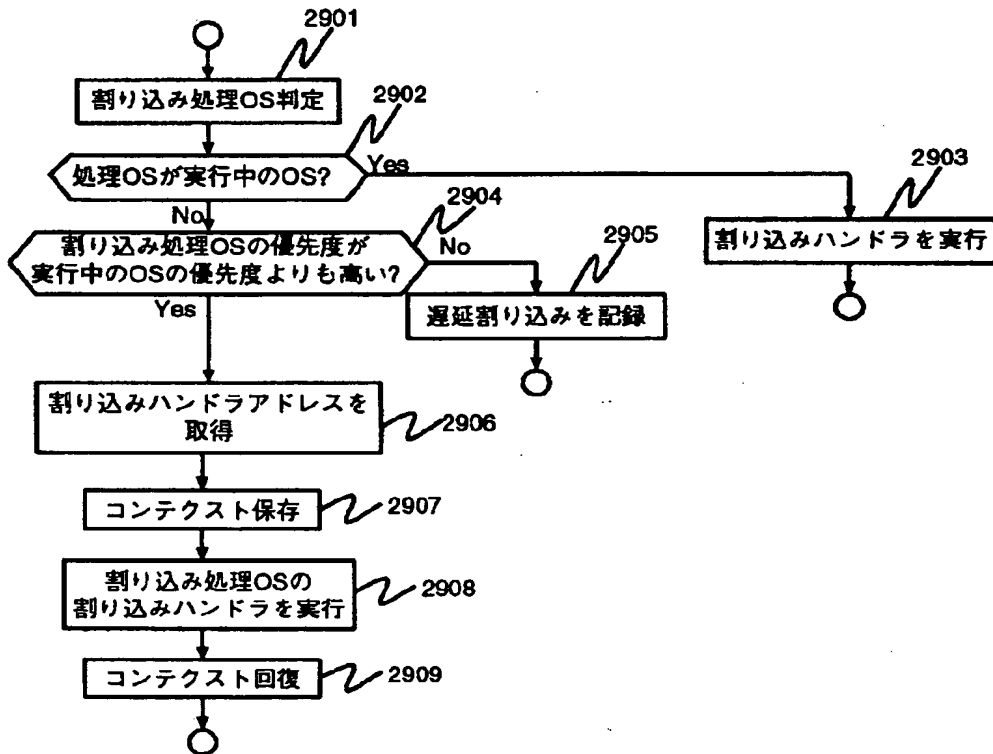 2901
割り込み処理OS判定
2902
処理OSが実行中のOS?
Yes
2903
割り込みハンドラを実行
No
2904
割り込み処理OSの優先度が
実行中のOSの優先度よりも高い?
No
2905
遅延割り込みを記録
Yes
割り込みハンドラアドレスを
取得
2906
コンテクスト保存
2907
割り込み処理OSの
割り込みハンドラを実行
2908
コンテクスト回復
2909